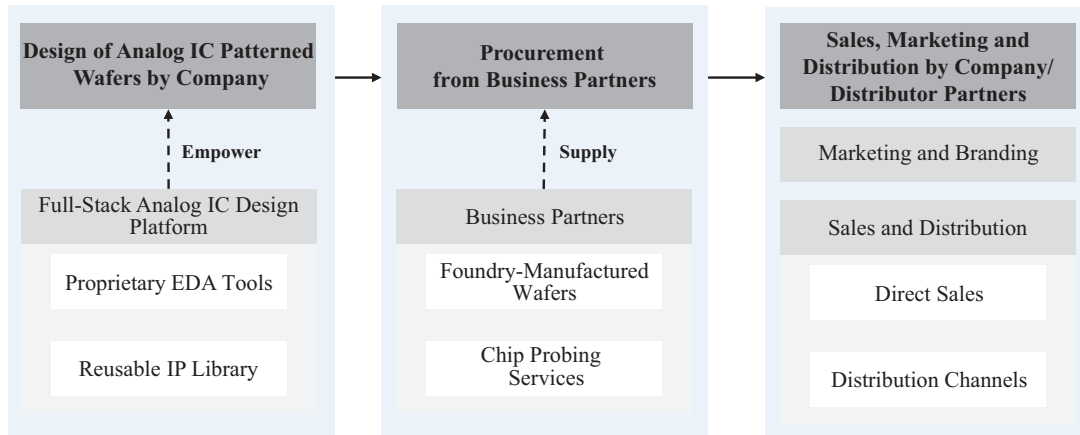 Design of Analog IC Patterned
Wafers by Company
Empower
Full-Stack Analog IC Design
Platform
Proprietary EDA Tools
Reusable IP Library
Procurement
from Business Partners
Supply
Business Partners
Foundry-Manufactured
Wafers
Chip Probing
Services
Sales, Marketing and
Distribution by Company/
Distributor Partners
Marketing and Branding
Sales and Distribution
Direct Sales
Distribution Channels